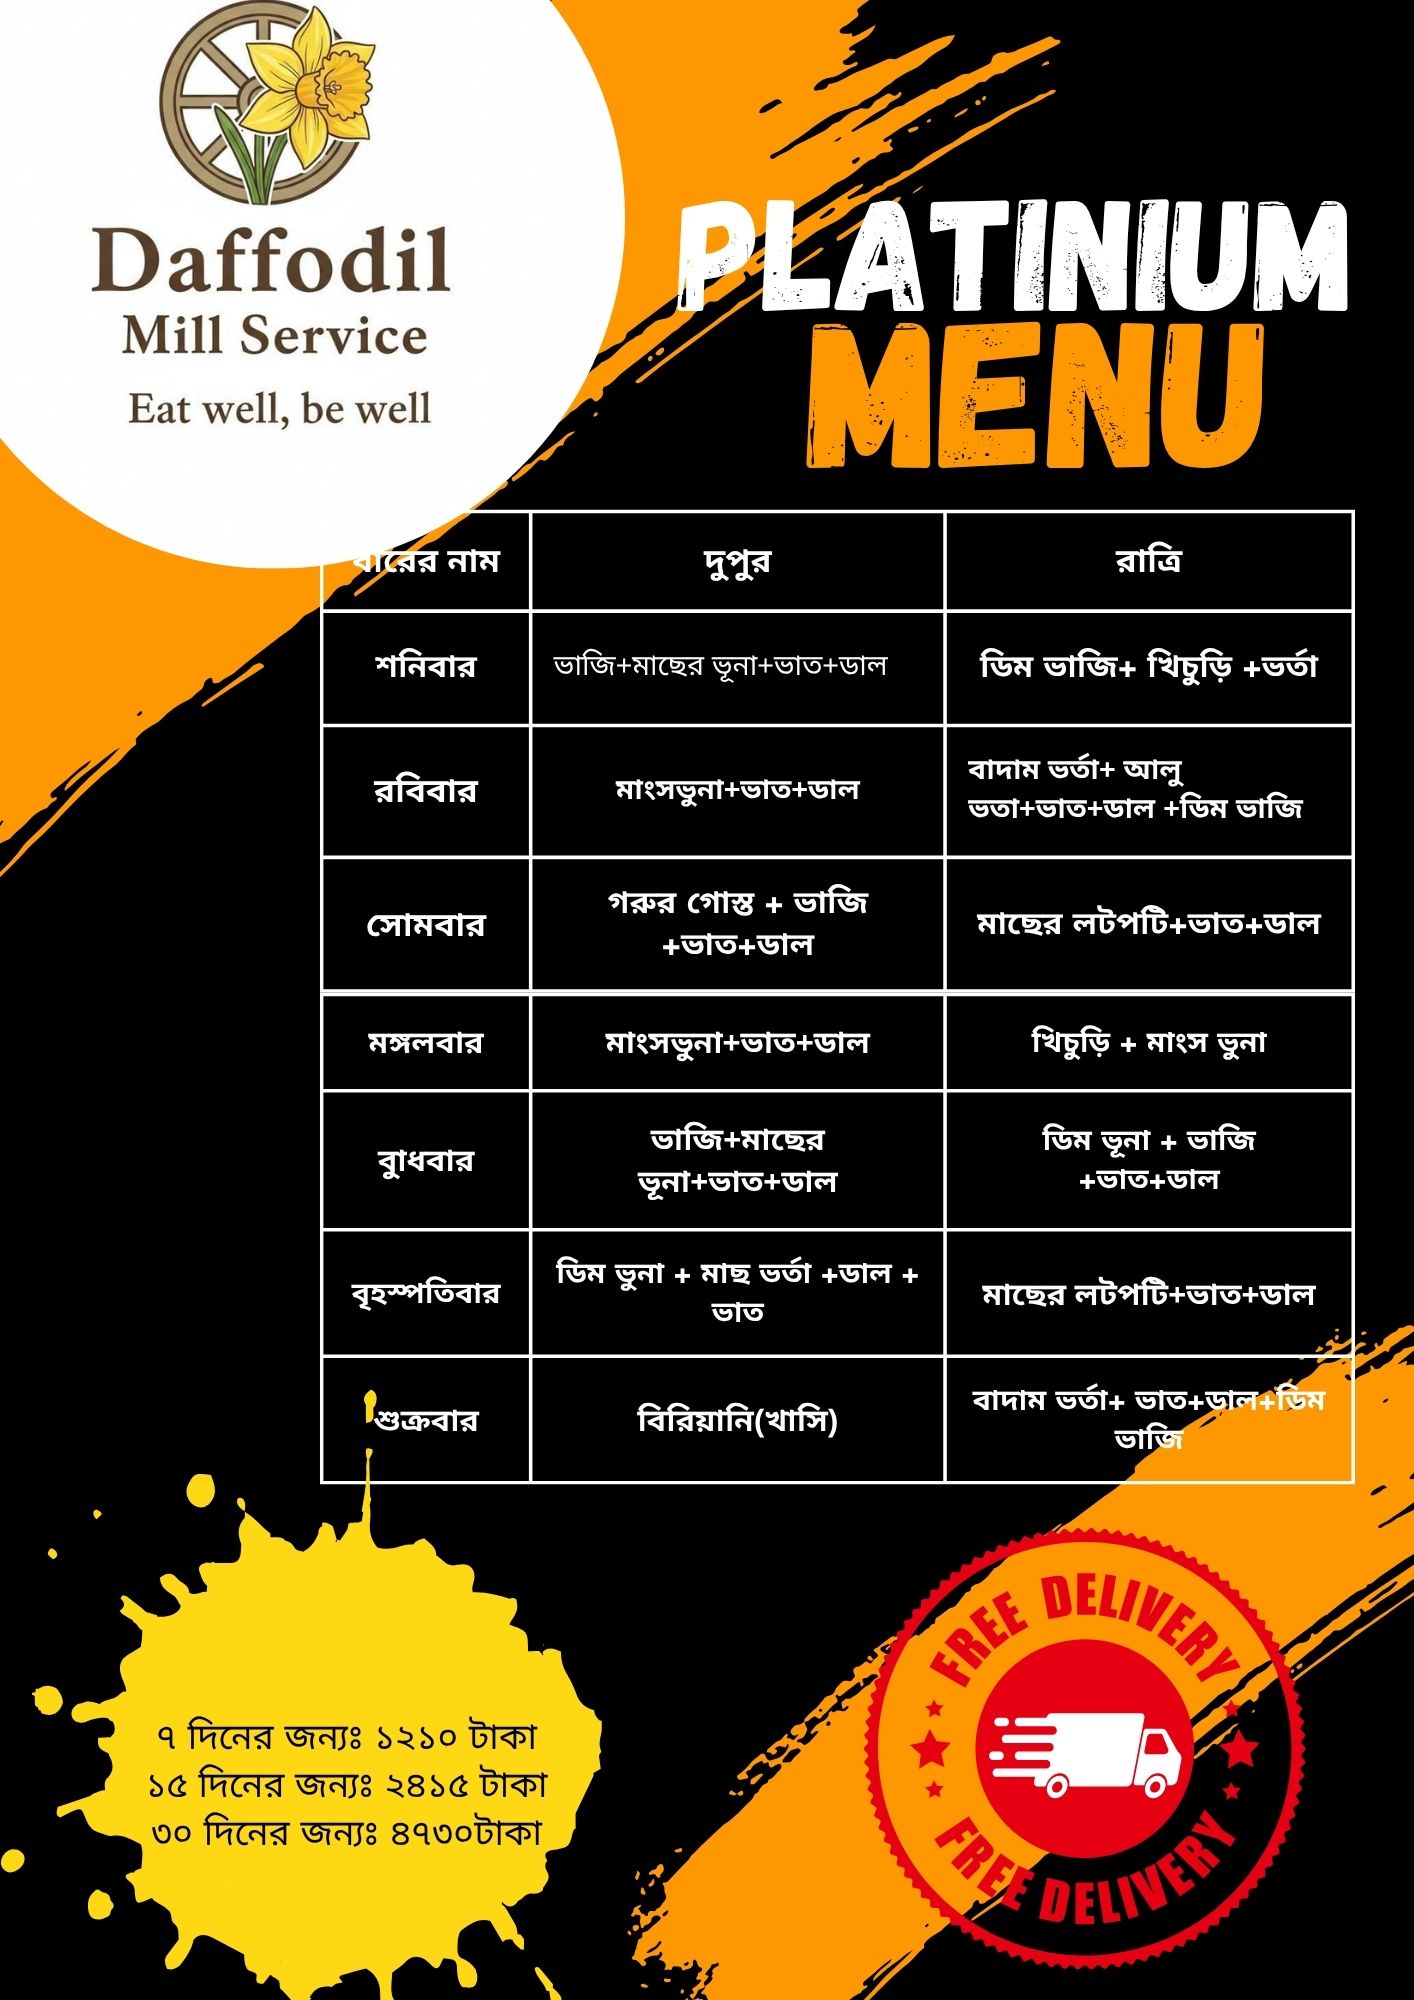 Daffodil
Mill Service
Eat well, be well
PLATINIUM
MENU
বারের নাম
দুপুর
রাত্রি
শনিবার
ভাজি+মাছের ভূনা+ভাত+ডাল
ডিম ভাজি+ খিচুড়ি +ভর্তা
রবিবার
মাংসভুনা+ভাত+ডাল
বাদাম ভর্তা+ আলু
ভতা+ভাত+ডাল +ডিম ভাজি
সোমবার
গরুর গোস্ত + ভাজি
+ভাত+ডাল
মাছের লটপটি+ভাত+ডাল
মঙ্গলবার
মাংসভুনা+ভাত+ডাল
খিচুড়ি + মাংস ভুনা
বুাধবার
ভাজি+মাছের
ভূনা+ভাত+ডাল
ডিম ভূনা + ভাজি
+ভাত+ডাল
বৃহস্পতিবার
ডিম ভুনা + মাছ ভর্তা +ডাল +
ভাত
মাছের লটপটি+ভাত+ডাল
শুক্রবার
বিরিয়ানি(খাসি)
বাদাম ভর্তা+ ভাত+ডাল+ডিম
ভাজি
৭ দিনের জন্যঃ ১২১০ টাকা
১৫ দিনের জন্যঃ ২৪১৫ টাকা
৩০ দিনের জন্যঃ ৪৭৩০টাকা
FREE DELIVERY
FREE DELIVERY